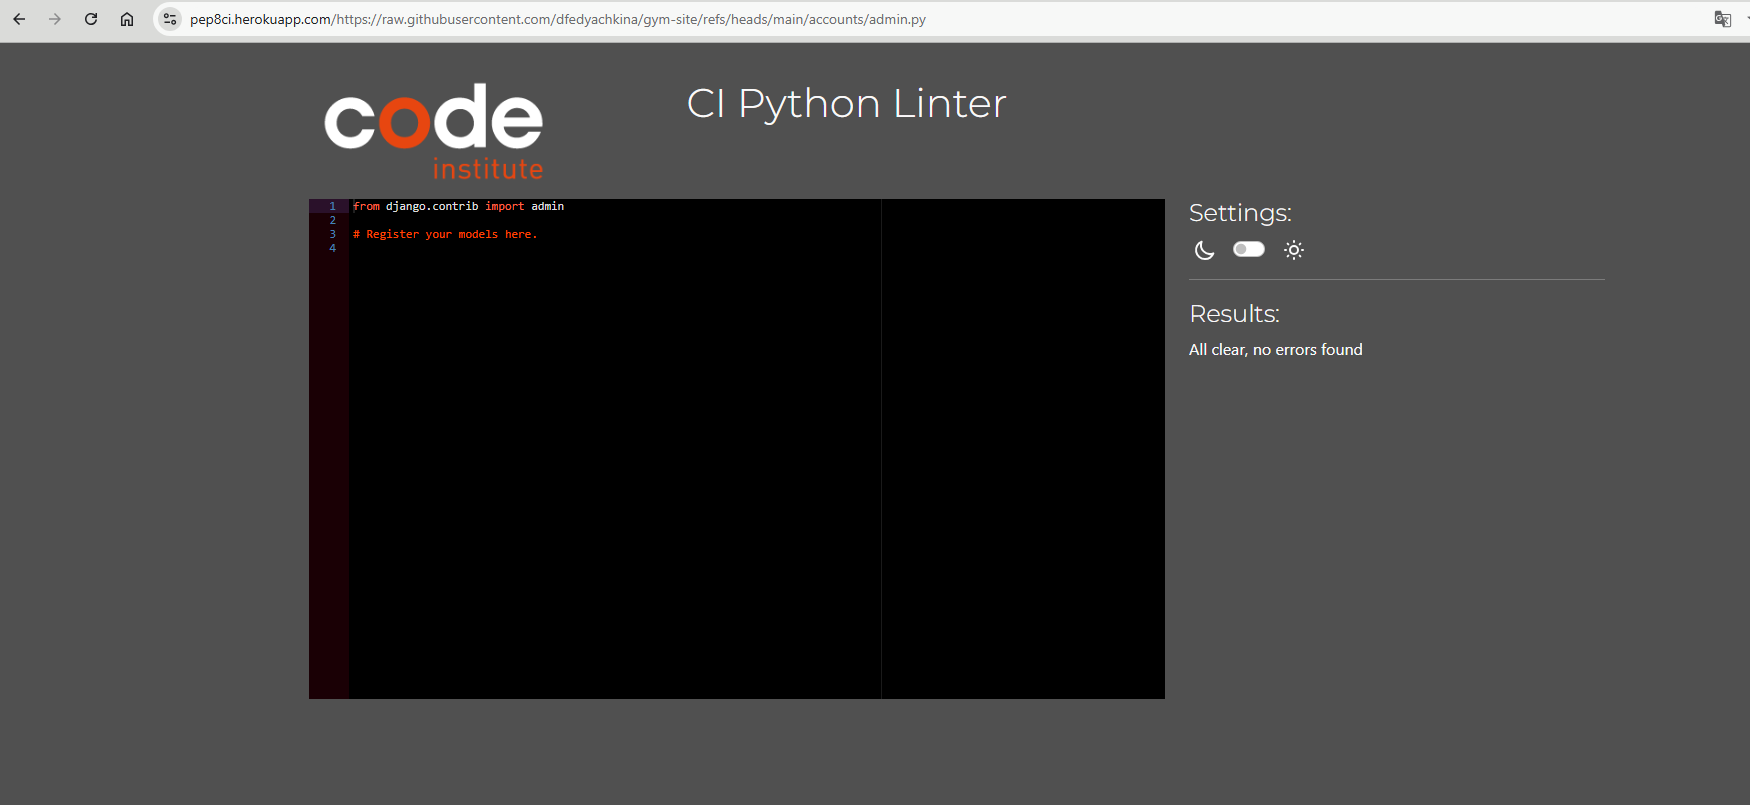 pep8ci.herokuapp.com/https://raw.githubusercontent.com/dfedyachkina/gym-site/refs/heads/main/accounts/admin.py
code
institute
CI Python Linter
1 from django.contrib import admin
2
3 # Register your models here.
4
Settings:
Results:
All clear, no errors found